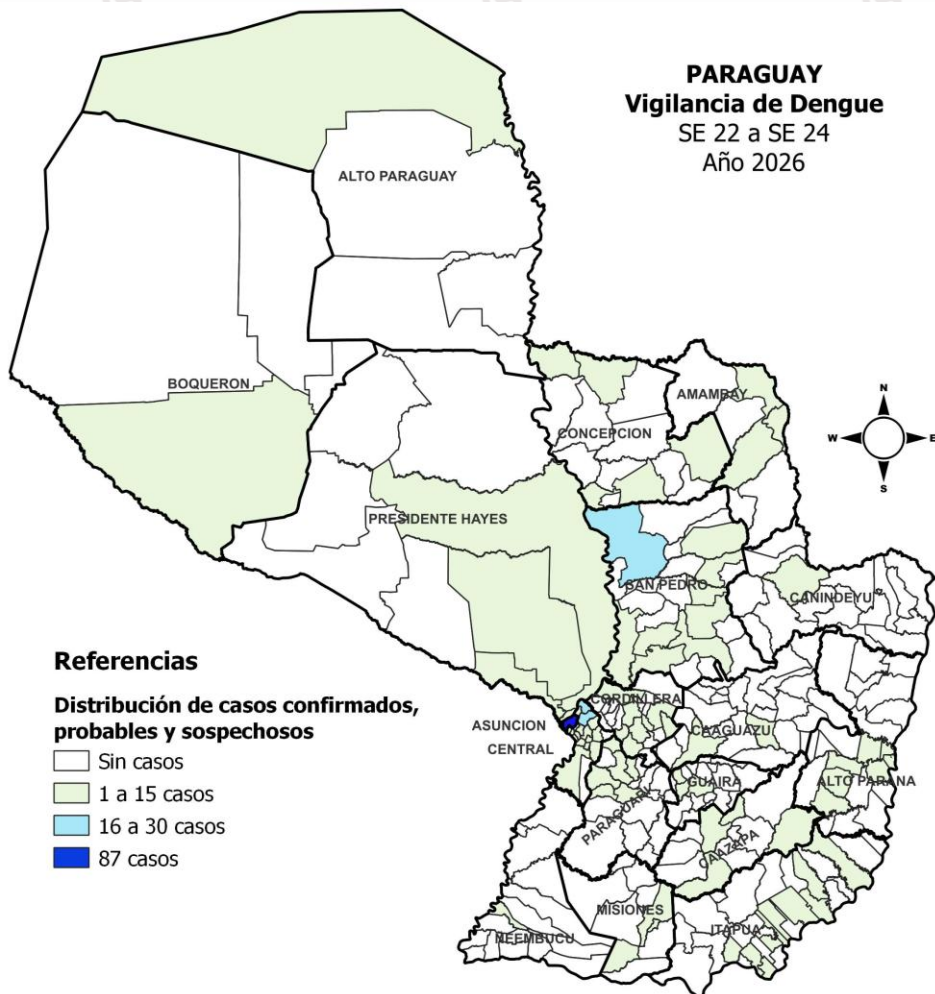 PARAGUAY
Vigilancia de Dengue
SE 22 a SE 24
Año 2026
ALTO PARAGUAY
BOQUERON
AMAMBAY
CONCEPCION
N
W
E
S
PRESIDENTE HAYES
SAN PEDRO
CANINDEYU
Referencias
Distribución de casos confirmados,
probables y sospechosos
Sin casos
1 a 15 casos
16 a 30 casos
87 casos
CORDILLERA
ASUNCION
CENTRAL
CAAGUAZU
GUAIRA
ALTO PARANA
PARAGUARI
CAAZAPA
MISIONES
ITAPUA
ÑEEMBUCU